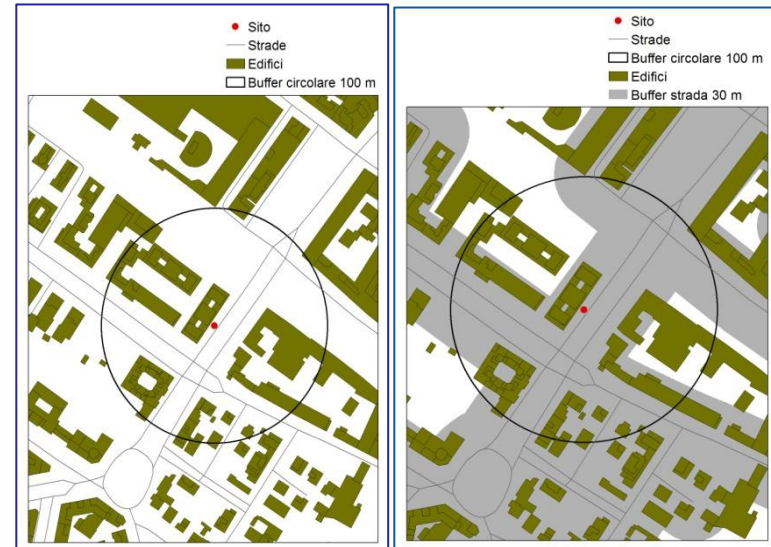 Sito
Strade
Edifici
Buffer circolare 100 m
Sito
Strade
Buffer circolare 100 m
Edifici
Buffer strada 30 m